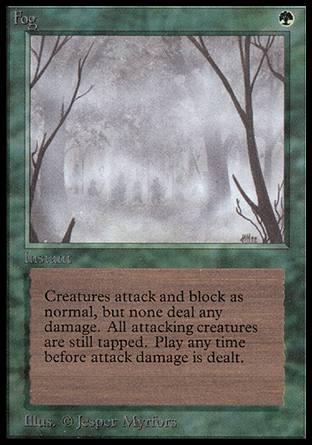 Fog
Instant
Creatures attack and block as
normal, but none deal any
damage. All attacking creatures
are still tapped. Play any time
before attack damage is dealt.
Illus. © Jesper Myrfors